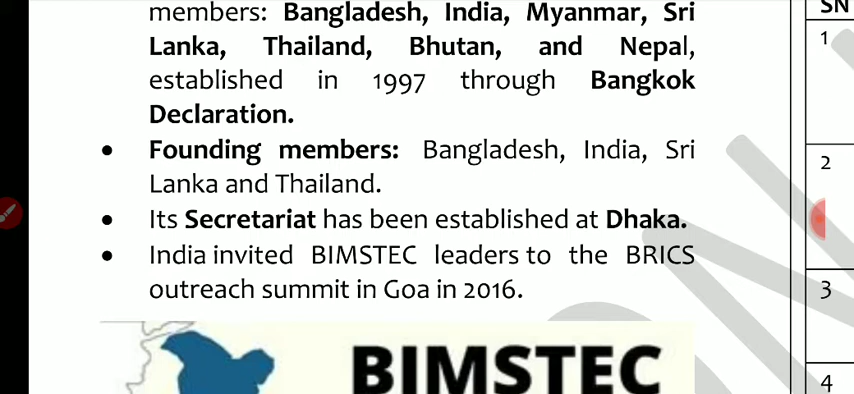 members: Bangladesh, India, Myanmar, Sri
Lanka, Thailand, Bhutan, and Nepal,
established in 1997 through Bangkok
Declaration.
• Founding members: Bangladesh, India, Sri
Lanka and Thailand.
• Its Secretariat has been established at Dhaka.
• India invited BIMSTEC leaders to the BRICS
outreach summit in Goa in 2016.
BIMSTEC
SN
1
2
3
4